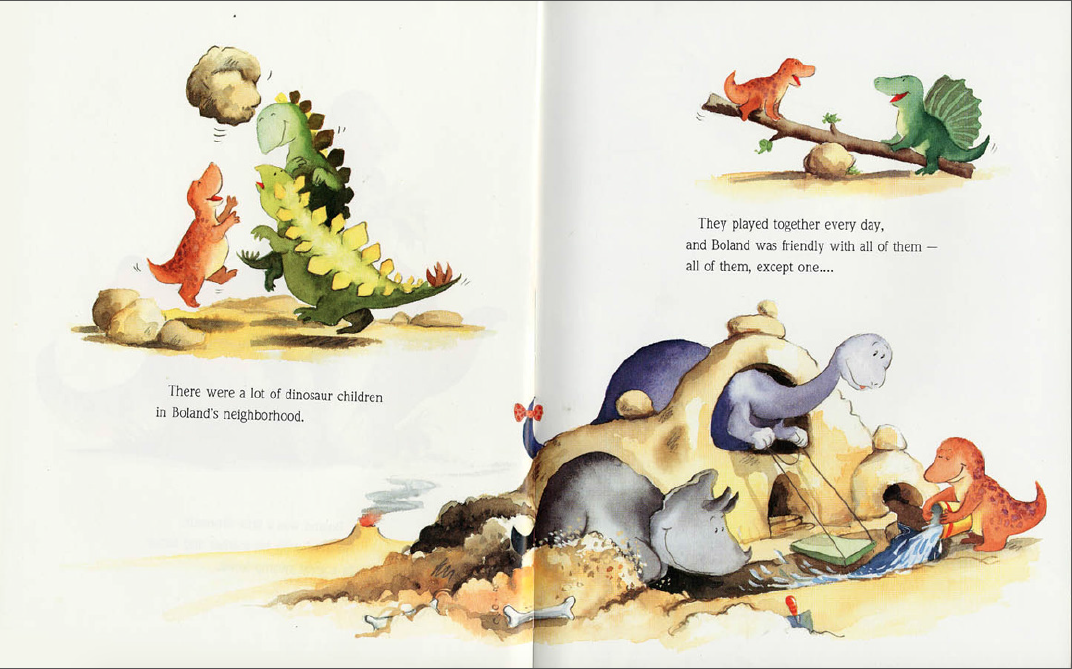 There were a lot of dinosaur children
in Boland's neighborhood.
They played together every day,
and Boland was friendly with all of them —
all of them, except one....